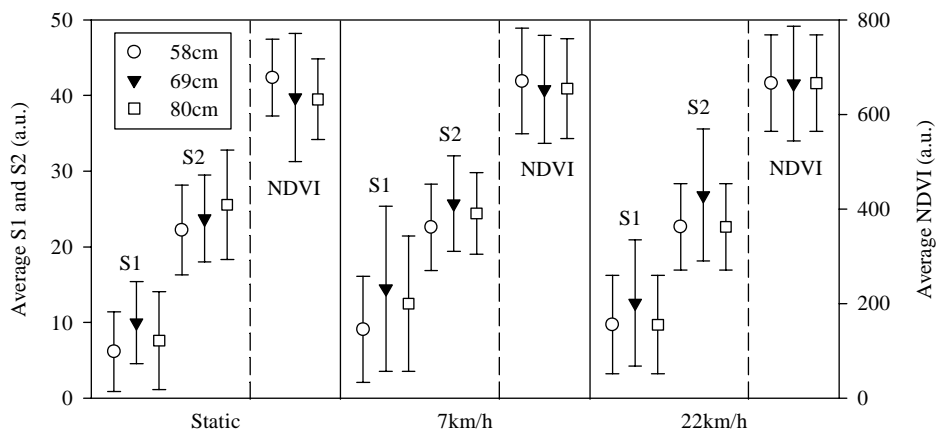 50
40
30
20
10
0
Average S1 and S2 (a.u.)
58cm
69cm
80cm
S1
S2
NDVI
S1
S2
NDVI
S1
S2
NDVI
800
600
400
200
0
Average NDVI (a.u.)
Static
7km/h
22km/h